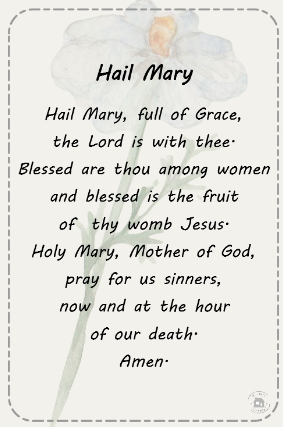 Hail Mary
Hail Mary, full of Grace,
the Lord is with thee.
Blessed are thou among women
and blessed is the fruit
of thy womb Jesus.
Holy Mary, Mother of God,
pray for us sinners,
now and at the hour
of our death.
Amen.